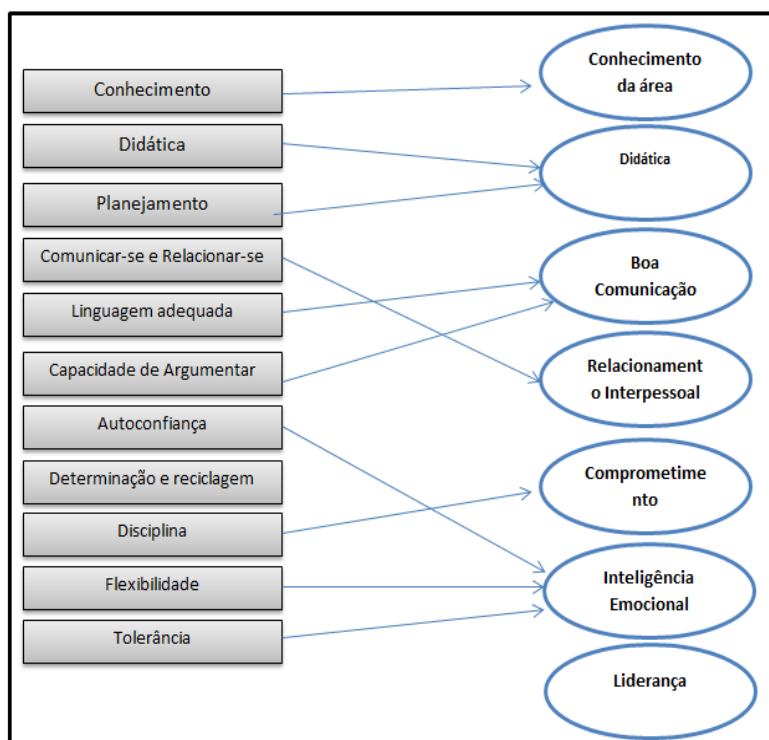 Conhecimento
Didática
Planejamento
Comunicar-se e Relacionar-se
Linguagem adequada
Capacidade de Argumentar
Autoconfiança
Determinação e reciclagem
Disciplina
Flexibilidade
Tolerância
Conhecimento
da área
Didática
Boa
Comunicação
Relacionament
o Interpessoal
Comprometime
nto
Inteligência
Emocional
Liderança